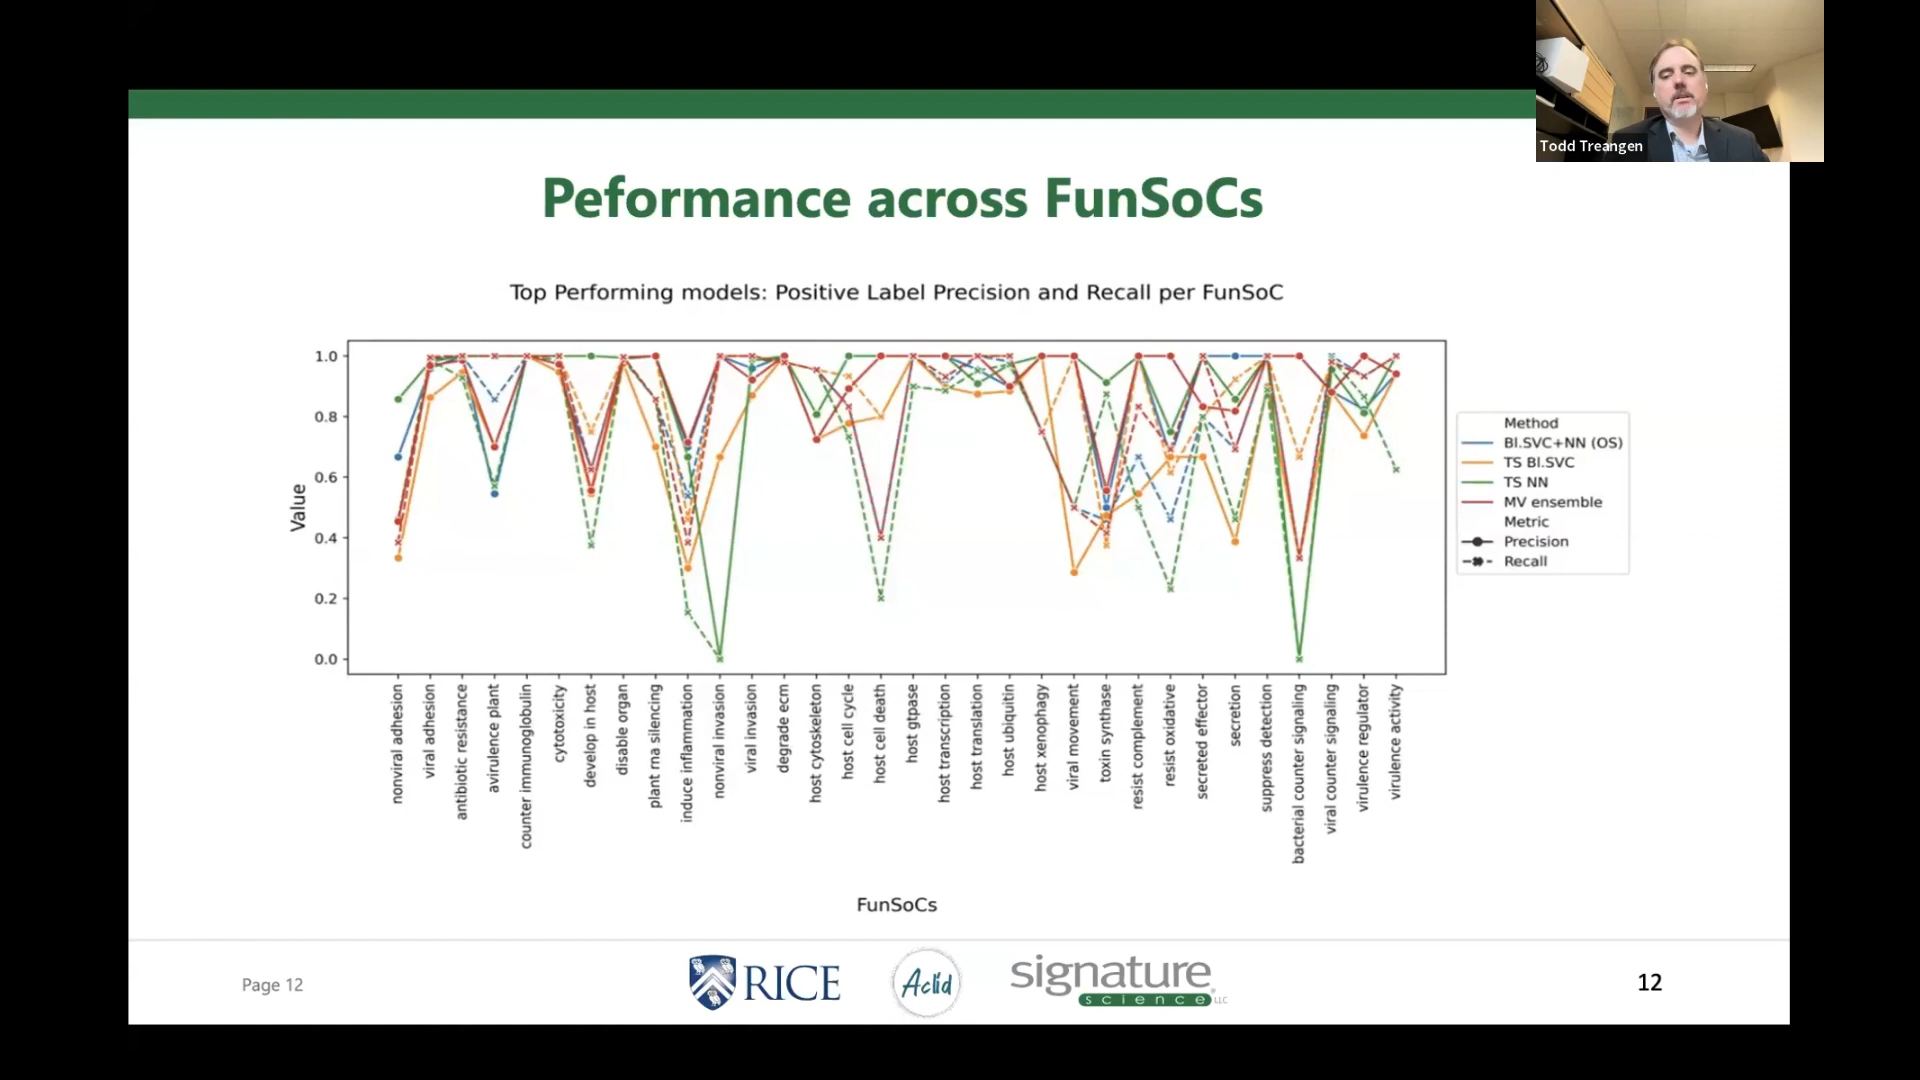 Todd Treangen
Peformance across FunSoCs
Top Performing models: Positive Label Precision and Recall per FunSoC
1.0
0.8
0.6
0.4
0.2
0.0
Value
nonviral adhesion
viral adhesion
antibiotic resistance
avirulence plant
counter immunoglobulin
cytotoxicity
develop in host
disable organ
plant rna silencing
induce inflammation
nonviral invasion
viral invasion
degrade ecm
host cytoskeleton
host cell cycle
host cell death
host gtpase
host transcription
host translation
host ubiquitin
host xenophagy
viral movement
toxin synthase
resist complement
resist oxidative
secreted effector
secretion
suppress detection
bacterial counter signaling
viral counter signaling
virulence regulator
virulence activity
FunSoCs
Method
BI.SVC+NN (OS)
TS BI.SVC
TS NN
MV ensemble
Metric
Precision
Recall
Page 12
RICE
Aclid
signature
science LLC
12